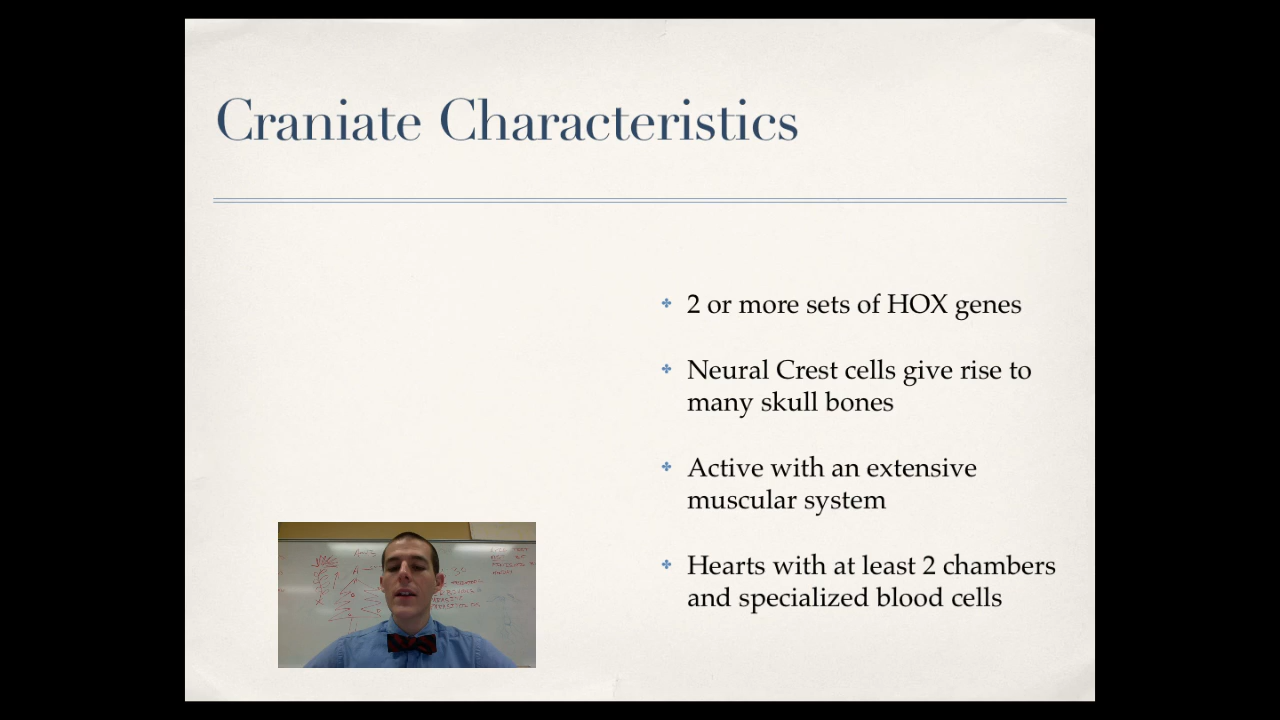 Craniate Characteristics
2 or more sets of HOX genes
Neural Crest cells give rise to
many skull bones
Active with an extensive
muscular system
Hearts with at least 2 chambers
and specialized blood cells